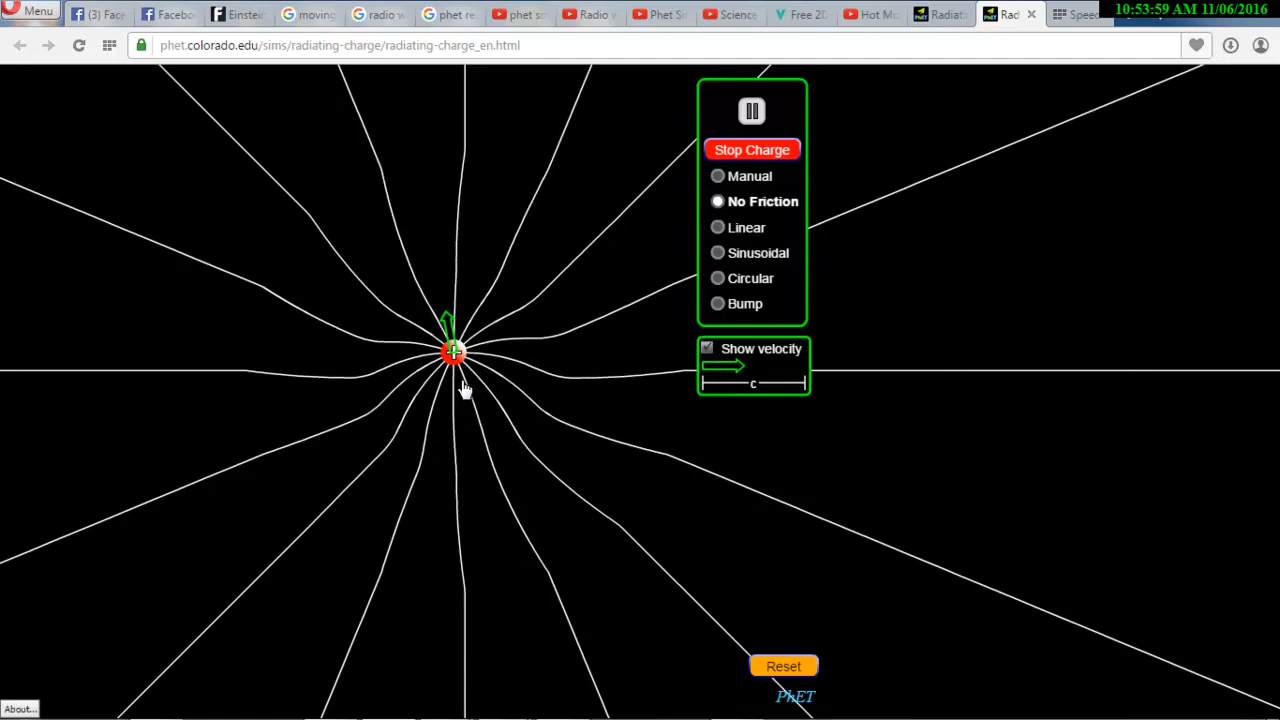 Menu
(3) Face
Faceboo
Einstei
moving
radio w
phet re
phet si
Radio v
Phet Si
Science
Free 2D
Hot Mo
Radiati
Rad
Speed
10:53:59 AM 11/06/2016
phet.colorado.edu/sims/radiating-charge/radiating-charge_en.html
Stop Charge
Manual
No Friction
Linear
Sinusoidal
Circular
Bump
Show velocity
c
Reset
PhET
About...